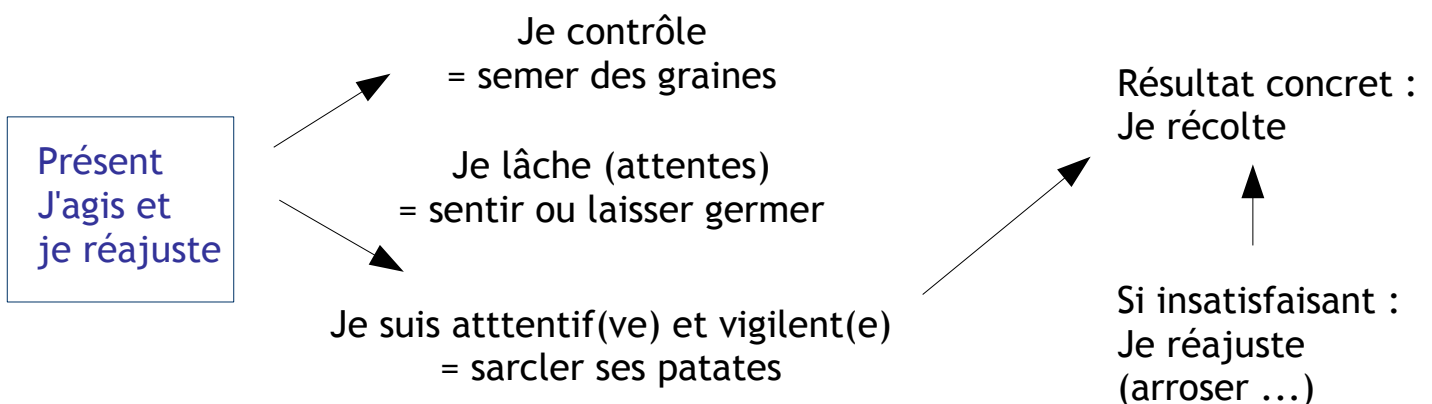 Présent
J'agis et
je réajuste
Je contrôle
= semer des graines
Je lâche (attentes)
= sentir ou laisser germer
Je suis atttentif(ve) et vigilent(e)
= sarcler ses patates
Résultat concret :
Je récolte
Si insatisfaisant :
Je réajuste
(arroser ...)